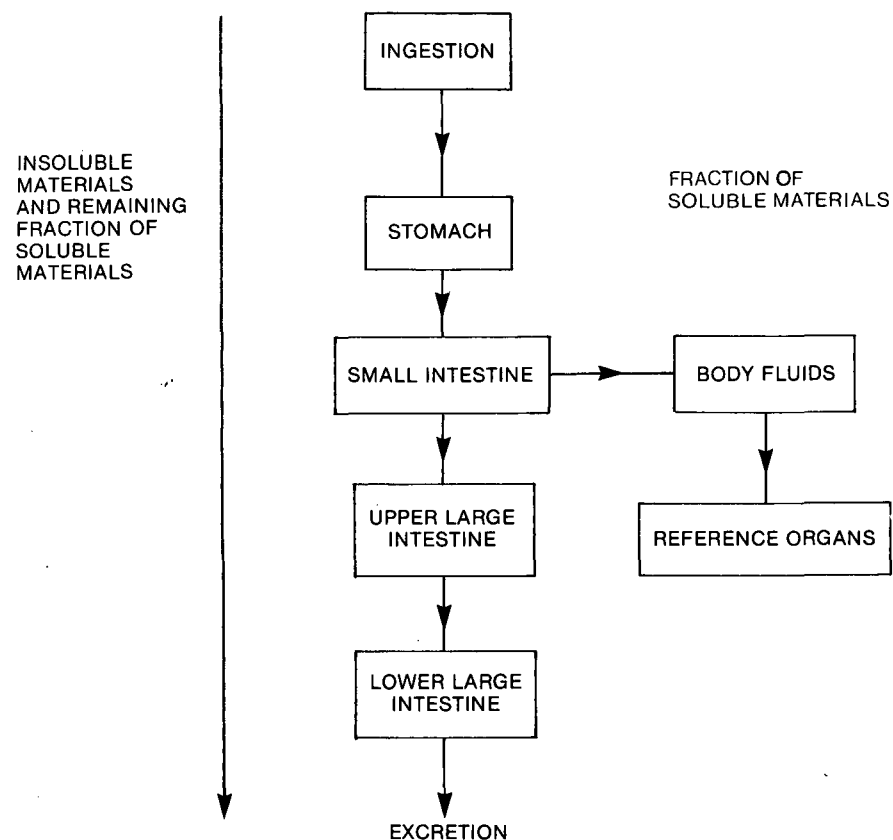 INGESTION
INSOLUBLE
MATERIALS
AND REMAINING
FRACTION OF
SOLUBLE
MATERIALS
FRACTION OF
SOLUBLE MATERIALS
STOMACH
SMALL INTESTINE
BODY FLUIDS
UPPER LARGE
INTESTINE
REFERENCE ORGANS
LOWER LARGE
INTESTINE
EXCRETION